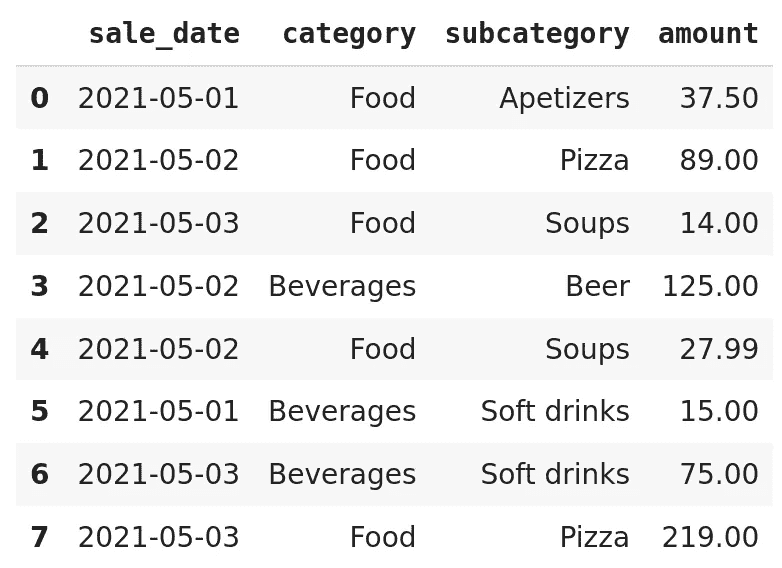 sale_date category subcategory amount
0 2021-05-01 Food Apetizers 37.50
1 2021-05-02 Food Pizza 89.00
2 2021-05-03 Food Soups 14.00
3 2021-05-02 Beverages Beer 125.00
4 2021-05-02 Food Soups 27.99
5 2021-05-01 Beverages Soft drinks 15.00
6 2021-05-03 Beverages Soft drinks 75.00
7 2021-05-03 Food Pizza 219.00